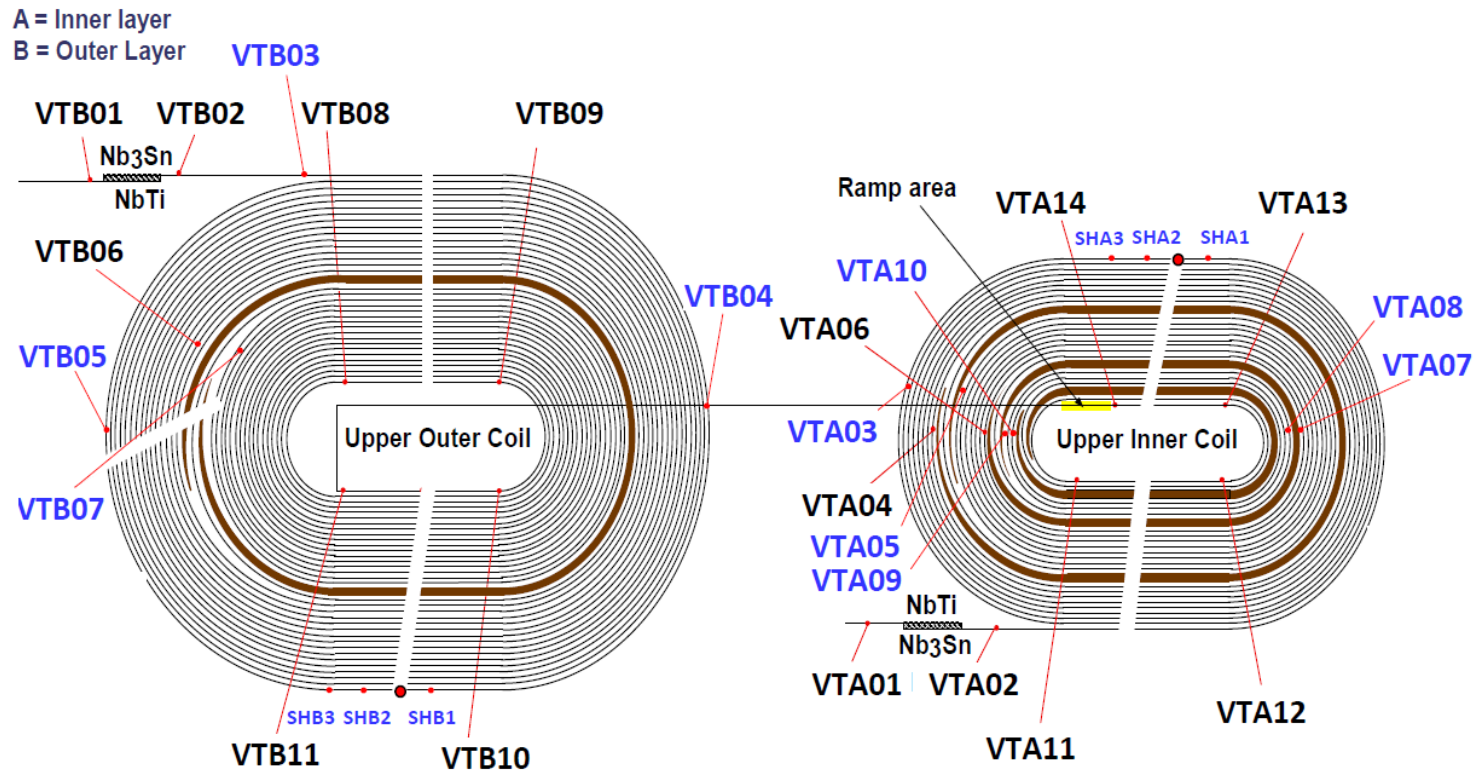 A = Inner layer
B = Outer Layer
VTB03
VTB01
VTB02
VTB08
VTB09
Nb3Sn
NbTi
VTB06
VTB05
VTB04
Upper Outer Coil
VTB07
SHB3
SHB2
SHB1
VTB11
VTB10
Ramp area
VTA14
VTA13
SHA3
SHA2
SHA1
VTA10
VTA08
VTA06
VTA07
VTA03
Upper Inner Coil
VTA04
VTA05
VTA09
NbTi
Nb3Sn
VTA01
VTA02
VTA12
VTA11